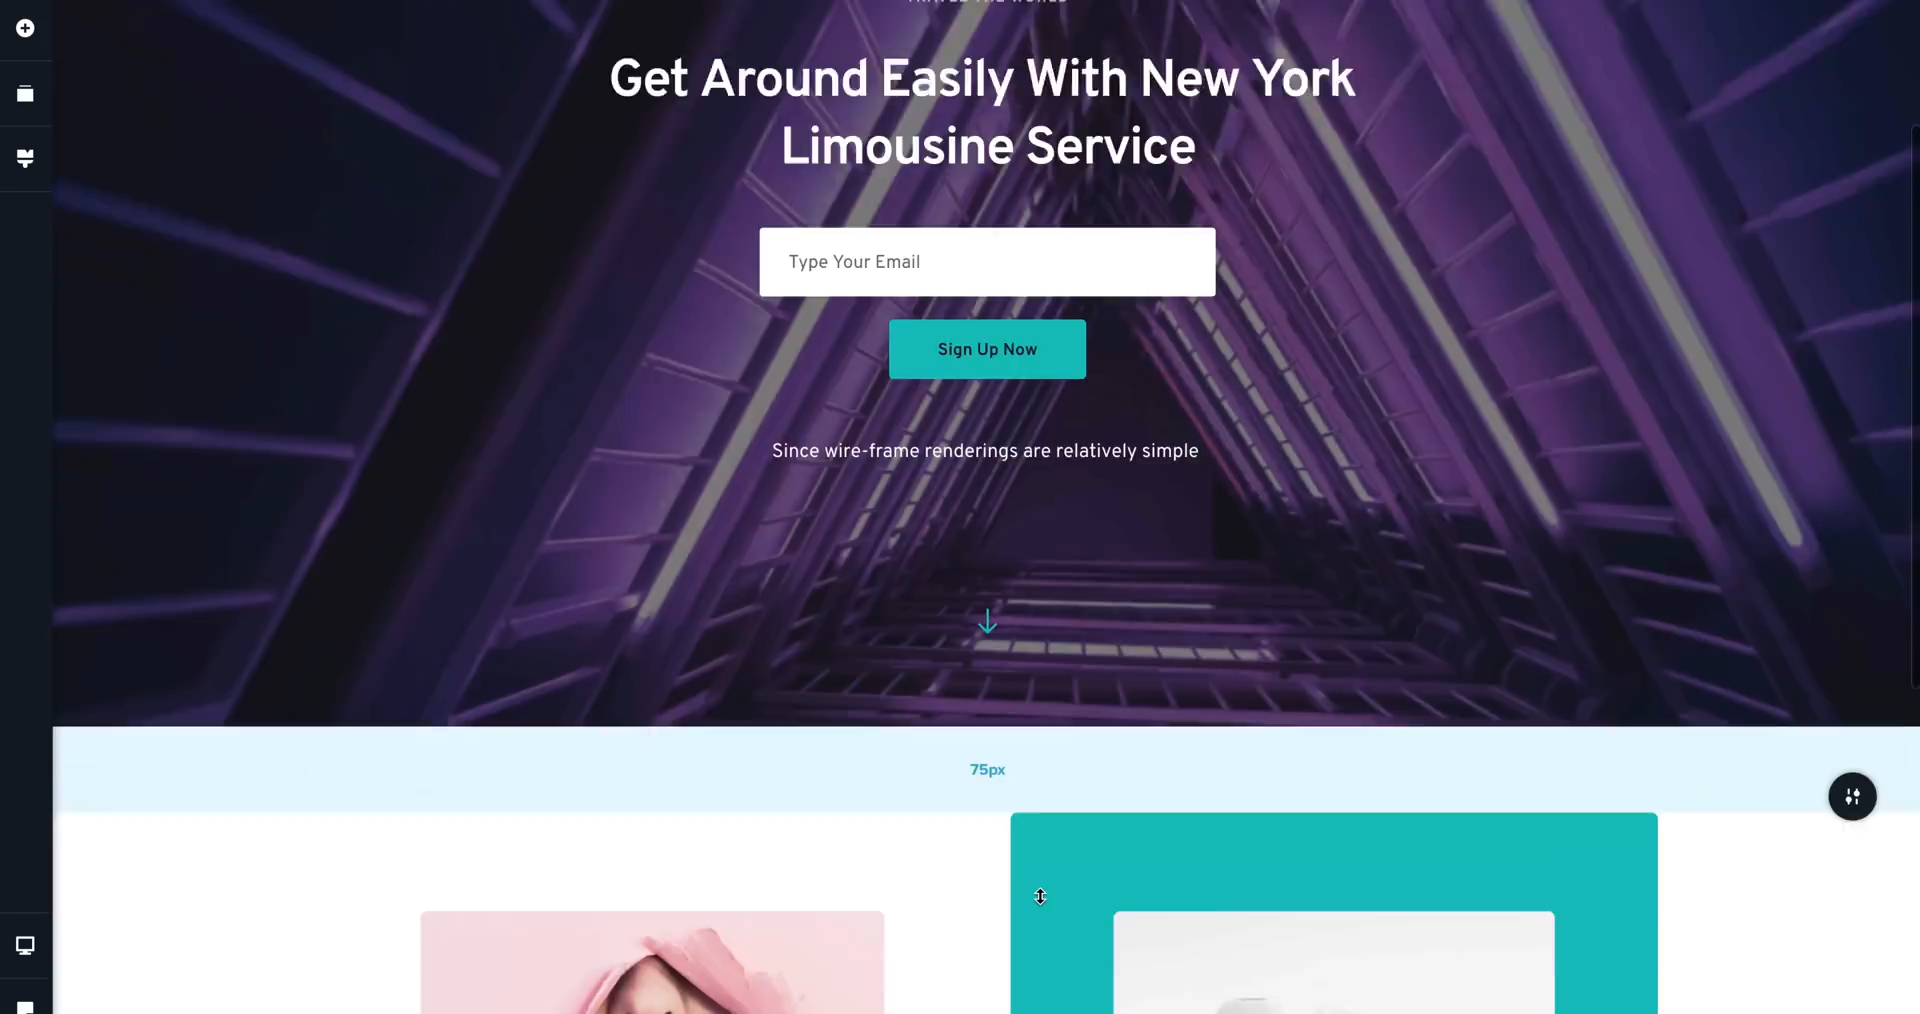 Get Around Easily With New York
Limousine Service
Type Your Email
Sign Up Now
Since wire-frame renderings are relatively simple
75px